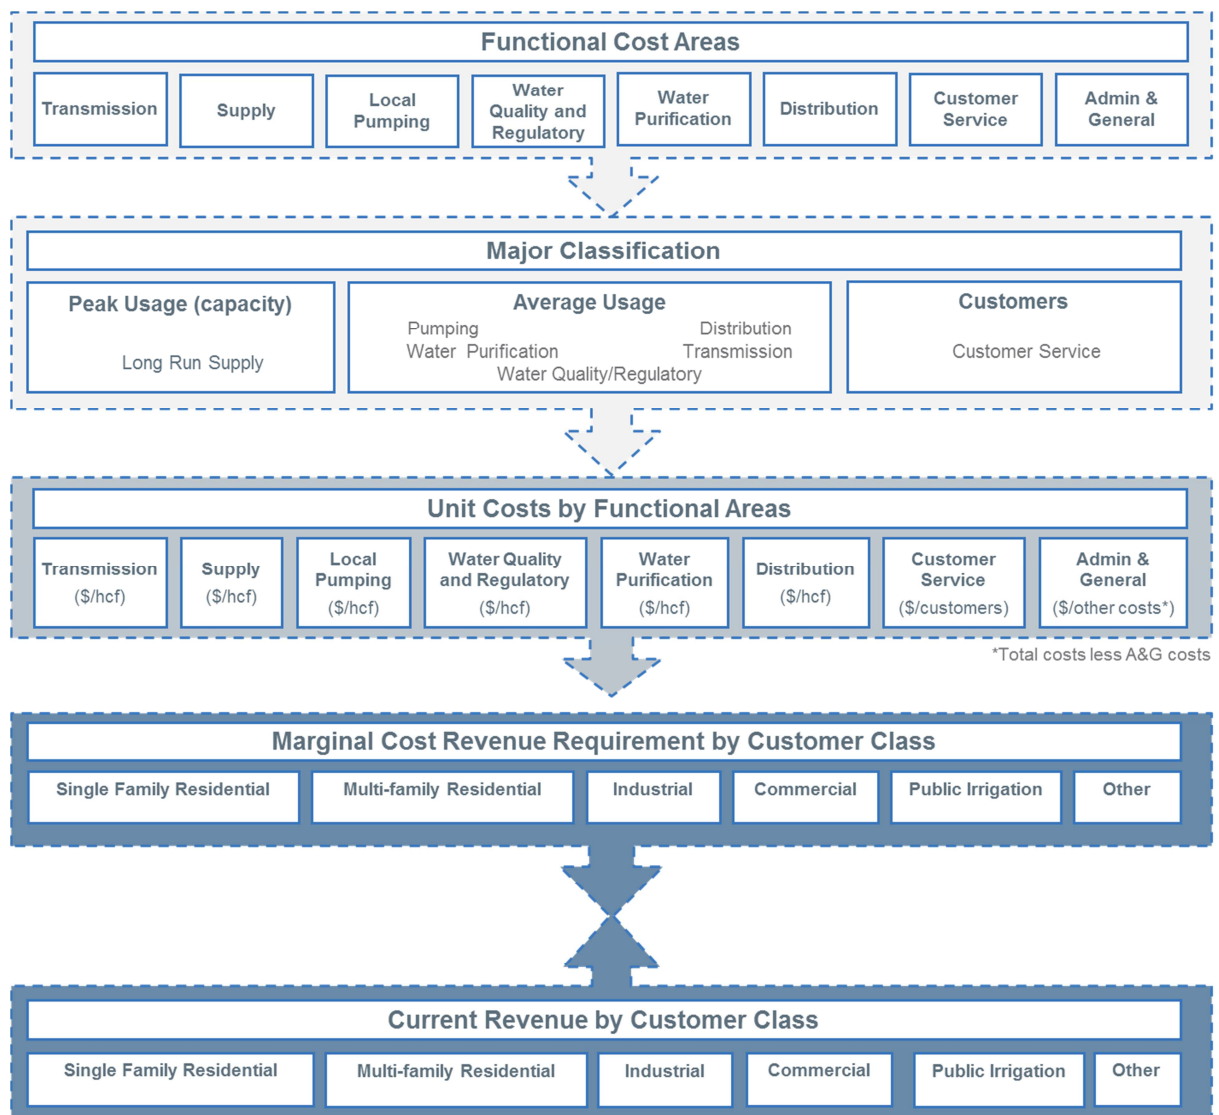 Functional Cost Areas
Transmission
Supply
Local
Pumping
Water
Quality and
Regulatory
Water
Purification
Distribution
Customer
Service
Admin &
General
Major Classification
Peak Usage (capacity)
Long Run Supply
Average Usage
Pumping
Distribution
Water Purification
Transmission
Water Quality/Regulatory
Customers
Customer Service
Unit Costs by Functional Areas
Transmission
($/hcf)
Supply
($/hcf)
Local
Pumping
($/hcf)
Water Quality
and Regulatory
($/hcf)
Water
Purification
($/hcf)
Distribution
($/hcf)
Customer
Service
($/customers)
Admin &
General
($/other costs*)
*Total costs less A&G costs
Marginal Cost Revenue Requirement by Customer Class
Single Family Residential
Multi-family Residential
Industrial
Commercial
Public Irrigation
Other
Current Revenue by Customer Class
Single Family Residential
Multi-family Residential
Industrial
Commercial
Public Irrigation
Other